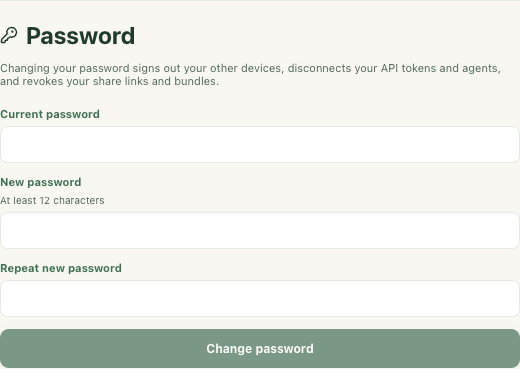 Password
Changing your password signs out your other devices, disconnects your API tokens and agents,
and revokes your share links and bundles.
Current password
New password
At least 12 characters
Repeat new password
Change password